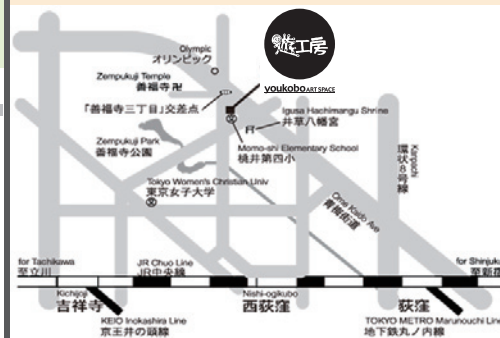 遊工房
youkobo ART SPACE
Olympic
オリンピック
Zempukuji Temple
善福寺卍
「善福寺三丁目」交差点
Igusa Hachimangu Shrine
井草八幡宮
Zempukuji Park
善福寺公園
Momo-shi Elementary School
桃井第四小
Tokyo Women's Christian Univ
東京女子大学
Kanpachi
環状8号線
Ome Kaido Ave
青梅街道
for Tachikawa
至立川
JR Chuo Line
JR中央線
for Shinjuk
至新宿
Kichijoji
吉祥寺
Nishi-ogikubo
西荻窪
荻窪
KEIO Inokashira Line
京王井の頭線
TOKYO METRO Marunouchi Line
地下鉄丸ノ内線